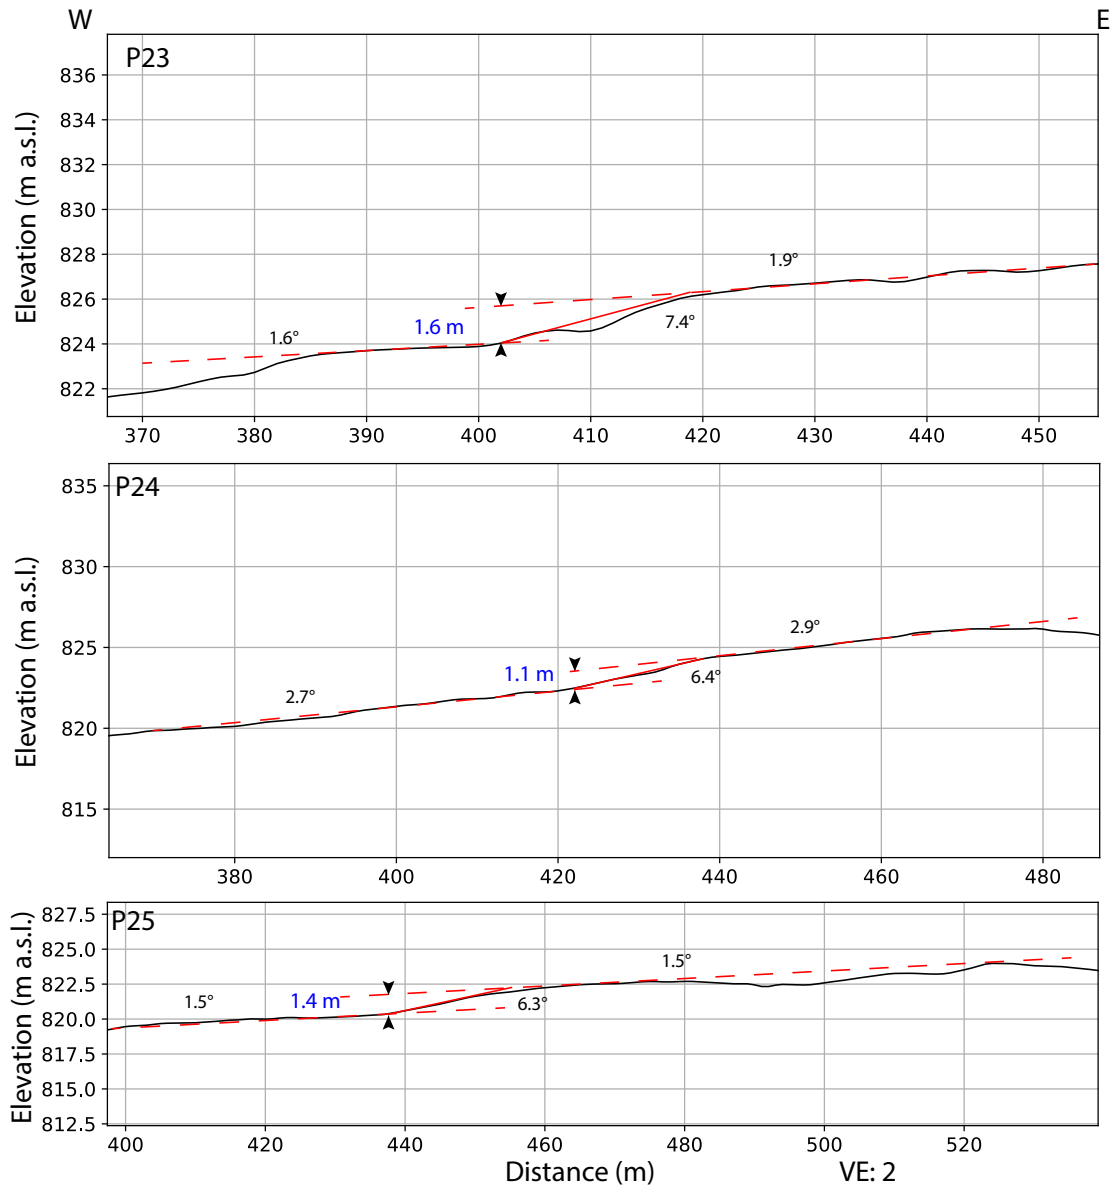 W E
P23
Elevation (m a.s.l.)
836
834
832
830
828
826
824
822
1.9°
1.6 m
7.4°
1.6°
370 380 390 400 410 420 430 440 450
P24
Elevation (m a.s.l.)
835
830
825
820
815
2.9°
1.1 m
6.4°
2.7°
380 400 420 440 460 480
P25
Elevation (m a.s.l.)
827.5
825.0
822.5
820.0
817.5
815.0
812.5
1.5°
1.5°
1.4 m
6.3°
400 420 440 460 480 500 520
Distance (m) VE: 2